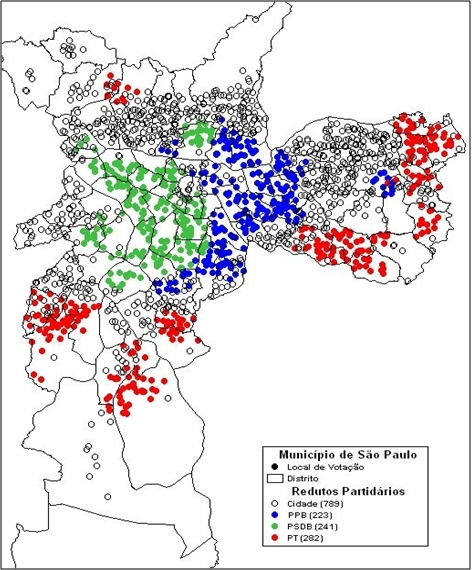 Município de São Paulo
Local de Votação
Distrito
Redutos Partidários
Cidade (789)
PPB (223)
PSDB (241)
PT (282)